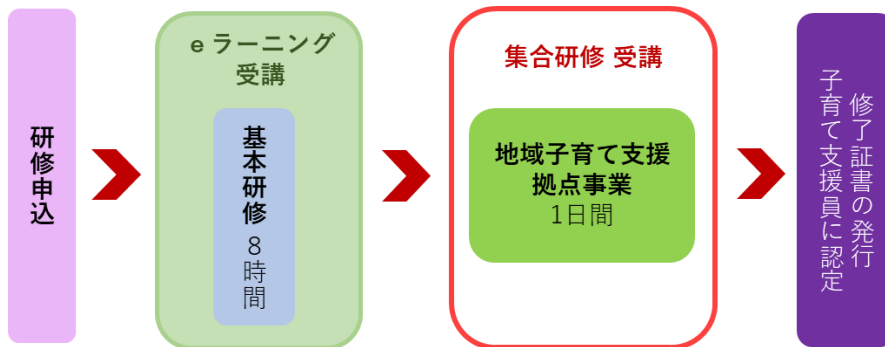 研修申込
e ラーニング
受講
基本研修 8時間
集合研修 受講
地域子育て支援
拠点事業
1日間
修了証書の発行
子育て支援員に認定